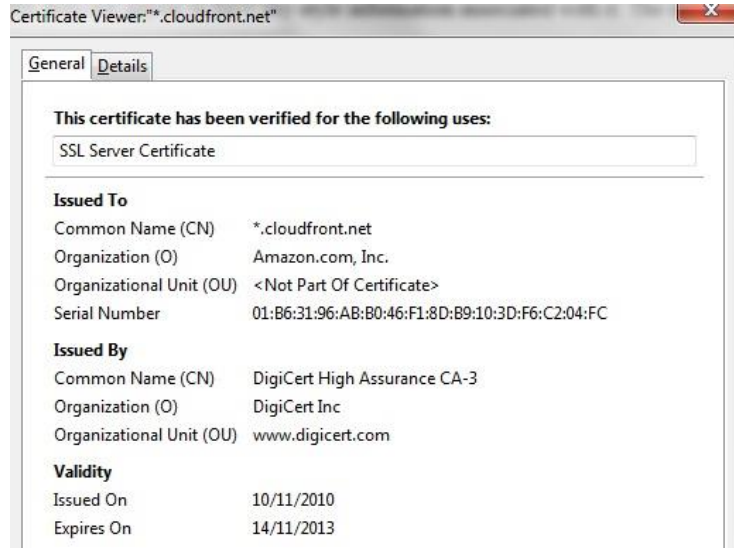 Certificate Viewer:"*.cloudfront.net"
General Details
This certificate has been verified for the following uses:
SSL Server Certificate
Issued To
Common Name (CN) *.cloudfront.net
Organization (O) Amazon.com, Inc.
Organizational Unit (OU) <Not Part Of Certificate>
Serial Number 01:B6:31:96:AB:B0:46:F1:8D:B9:10:3D:F6:C2:04:FC
Issued By
Common Name (CN) DigiCert High Assurance CA-3
Organization (O) DigiCert Inc
Organizational Unit (OU) www.digicert.com
Validity
Issued On 10/11/2010
Expires On 14/11/2013